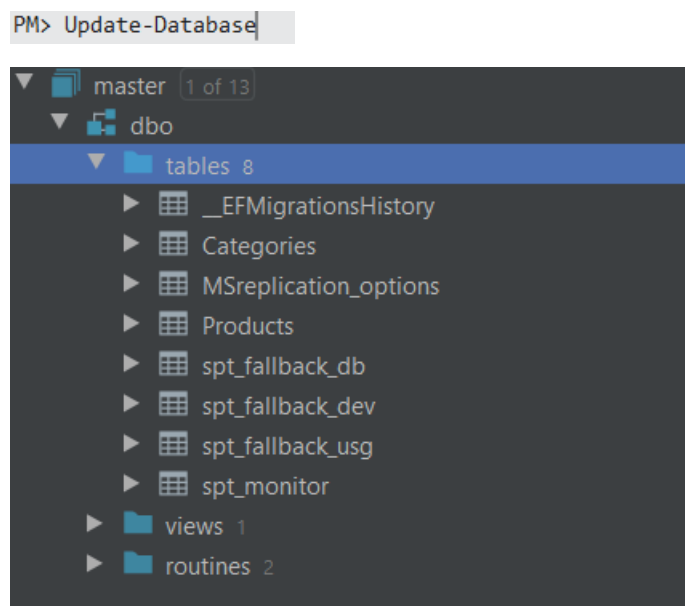 PM> Update-Database
master 1 of 13
dbo
tables 8
__EFMigrationsHistory
Categories
MSreplication_options
Products
spt_fallback_db
spt_fallback_dev
spt_fallback_usg
spt_monitor
views 1
routines 2